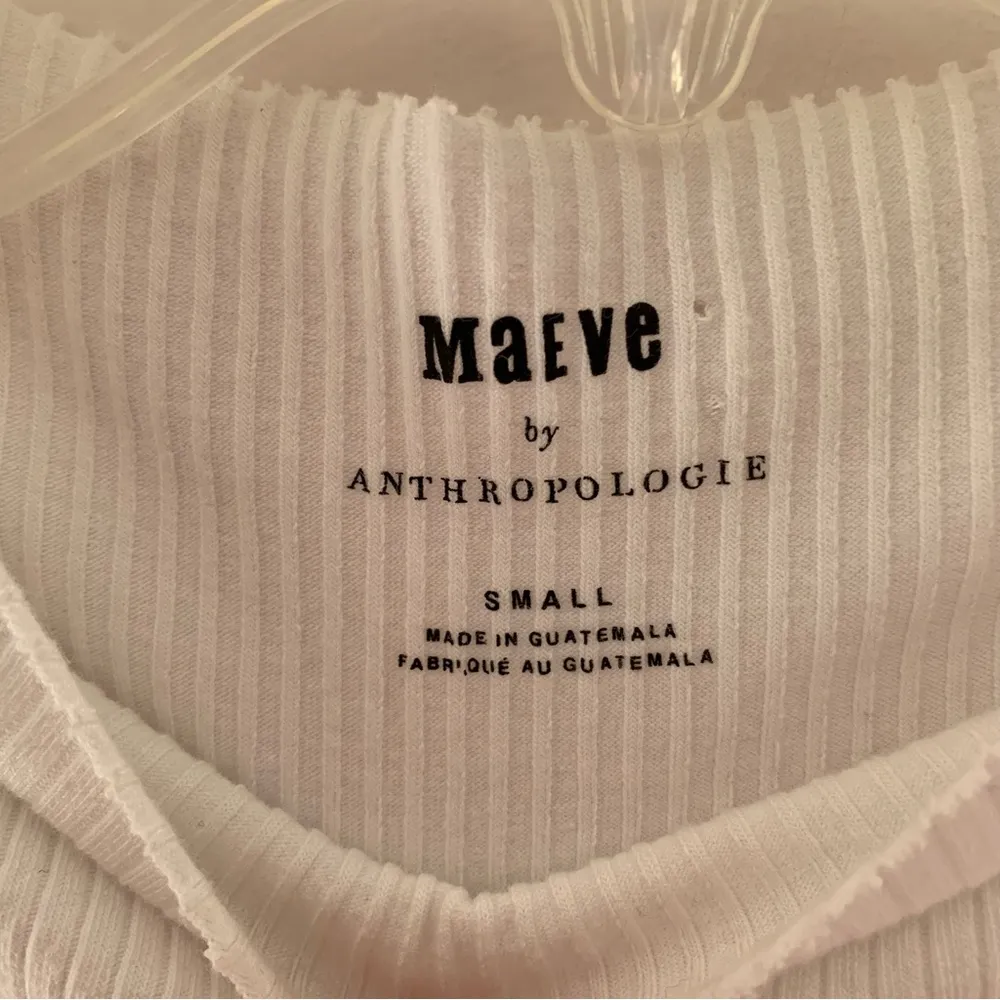 MaEve
by
ANTHROPOLOGIE
SMALL
MADE IN GUATEMALA
FABRIQUÉ AU GUATEMALA